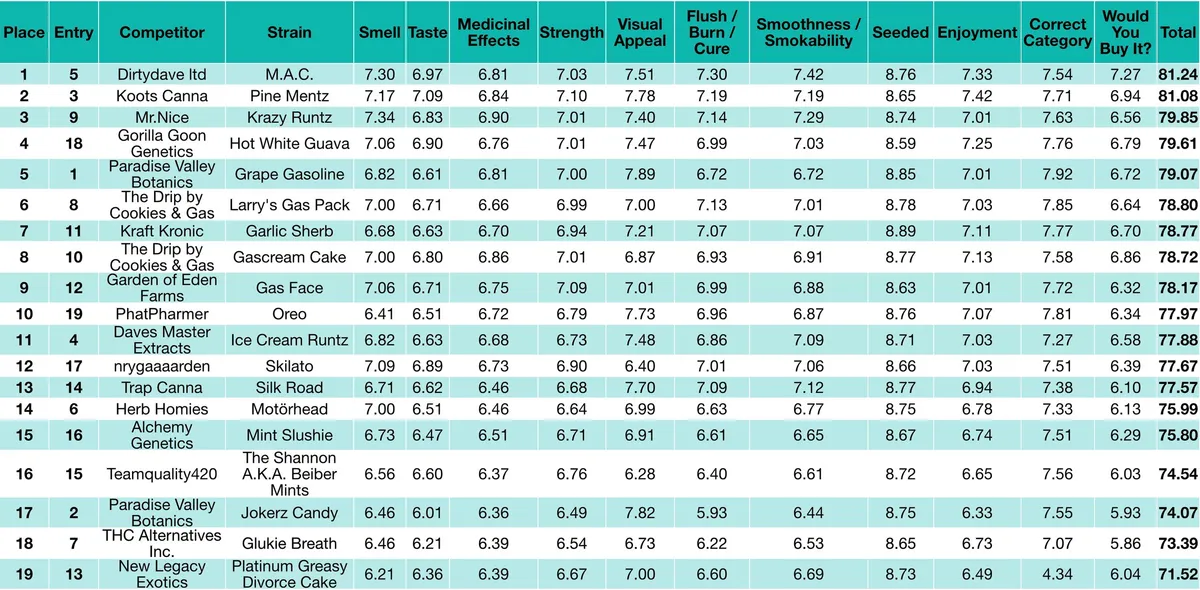 Place Entry Competitor Strain Smell Taste Medicinal Effects Strength Visual Appeal Flush / Burn / Cure Smoothness / Smokability Seeded Enjoyment Correct Category Would You Buy It? Total
1 5 Dirtydave ltd M.A.C. 7.30 6.97 6.81 7.03 7.51 7.30 7.42 8.76 7.33 7.54 7.27 81.24
2 3 Koots Canna Pine Mentz 7.17 7.09 6.84 7.10 7.78 7.19 7.19 8.65 7.42 7.71 6.94 81.08
3 9 Mr.Nice Krazy Runtz 7.34 6.83 6.90 7.01 7.40 7.14 7.29 8.74 7.01 7.63 6.56 79.85
4 18 Gorilla Goon Genetics Hot White Guava 7.06 6.90 6.76 7.01 7.47 6.99 7.03 8.59 7.25 7.76 6.79 79.61
5 1 Paradise Valley Botanics Grape Gasoline 6.82 6.61 6.81 7.00 7.89 6.72 6.72 8.85 7.01 7.92 6.72 79.07
6 8 The Drip by Cookies & Gas Larry's Gas Pack 7.00 6.71 6.66 6.99 7.00 7.13 7.01 8.78 7.03 7.85 6.64 78.80
7 11 Kraft Kronic Garlic Sherb 6.68 6.63 6.70 6.94 7.21 7.07 7.07 8.89 7.11 7.77 6.70 78.77
8 10 The Drip by Cookies & Gas Gascream Cake 7.00 6.80 6.86 7.01 6.87 6.93 6.91 8.77 7.13 7.58 6.86 78.72
9 12 Garden of Eden Farms Gas Face 7.06 6.71 6.75 7.09 7.01 6.99 6.88 8.63 7.01 7.72 6.32 78.17
10 19 PhatPharmer Oreo 6.41 6.51 6.72 6.79 7.73 6.96 6.87 8.76 7.07 7.81 6.34 77.97
11 4 Daves Master Extracts Ice Cream Runtz 6.82 6.63 6.68 6.73 7.48 6.86 7.09 8.71 7.03 7.27 6.58 77.88
12 17 nrygaaaarden Skilato 7.09 6.89 6.73 6.90 6.40 7.01 7.06 8.66 7.03 7.51 6.39 77.67
13 14 Trap Canna Silk Road 6.71 6.62 6.46 6.68 7.70 7.09 7.12 8.77 6.94 7.38 6.10 77.57
14 6 Herb Homies Motörhead 7.00 6.51 6.46 6.64 6.99 6.63 6.77 8.75 6.78 7.33 6.13 75.99
15 16 Alchemy Genetics Mint Slushie 6.73 6.47 6.51 6.71 6.91 6.61 6.65 8.67 6.74 7.51 6.29 75.80
16 15 Teamquality420 The Shannon A.K.A. Beiber Mints 6.56 6.60 6.37 6.76 6.28 6.40 6.61 8.72 6.65 7.56 6.03 74.54
17 2 Paradise Valley Botanics Jokerz Candy 6.46 6.01 6.36 6.49 7.82 5.93 6.44 8.75 6.33 7.55 5.93 74.07
18 7 THC Alternatives Inc. Glukie Breath 6.46 6.21 6.39 6.54 6.73 6.22 6.53 8.65 6.73 7.07 5.86 73.39
19 13 New Legacy Exotics Platinum Greasy Divorce Cake 6.21 6.36 6.39 6.67 7.00 6.60 6.69 8.73 6.49 4.34 6.04 71.52